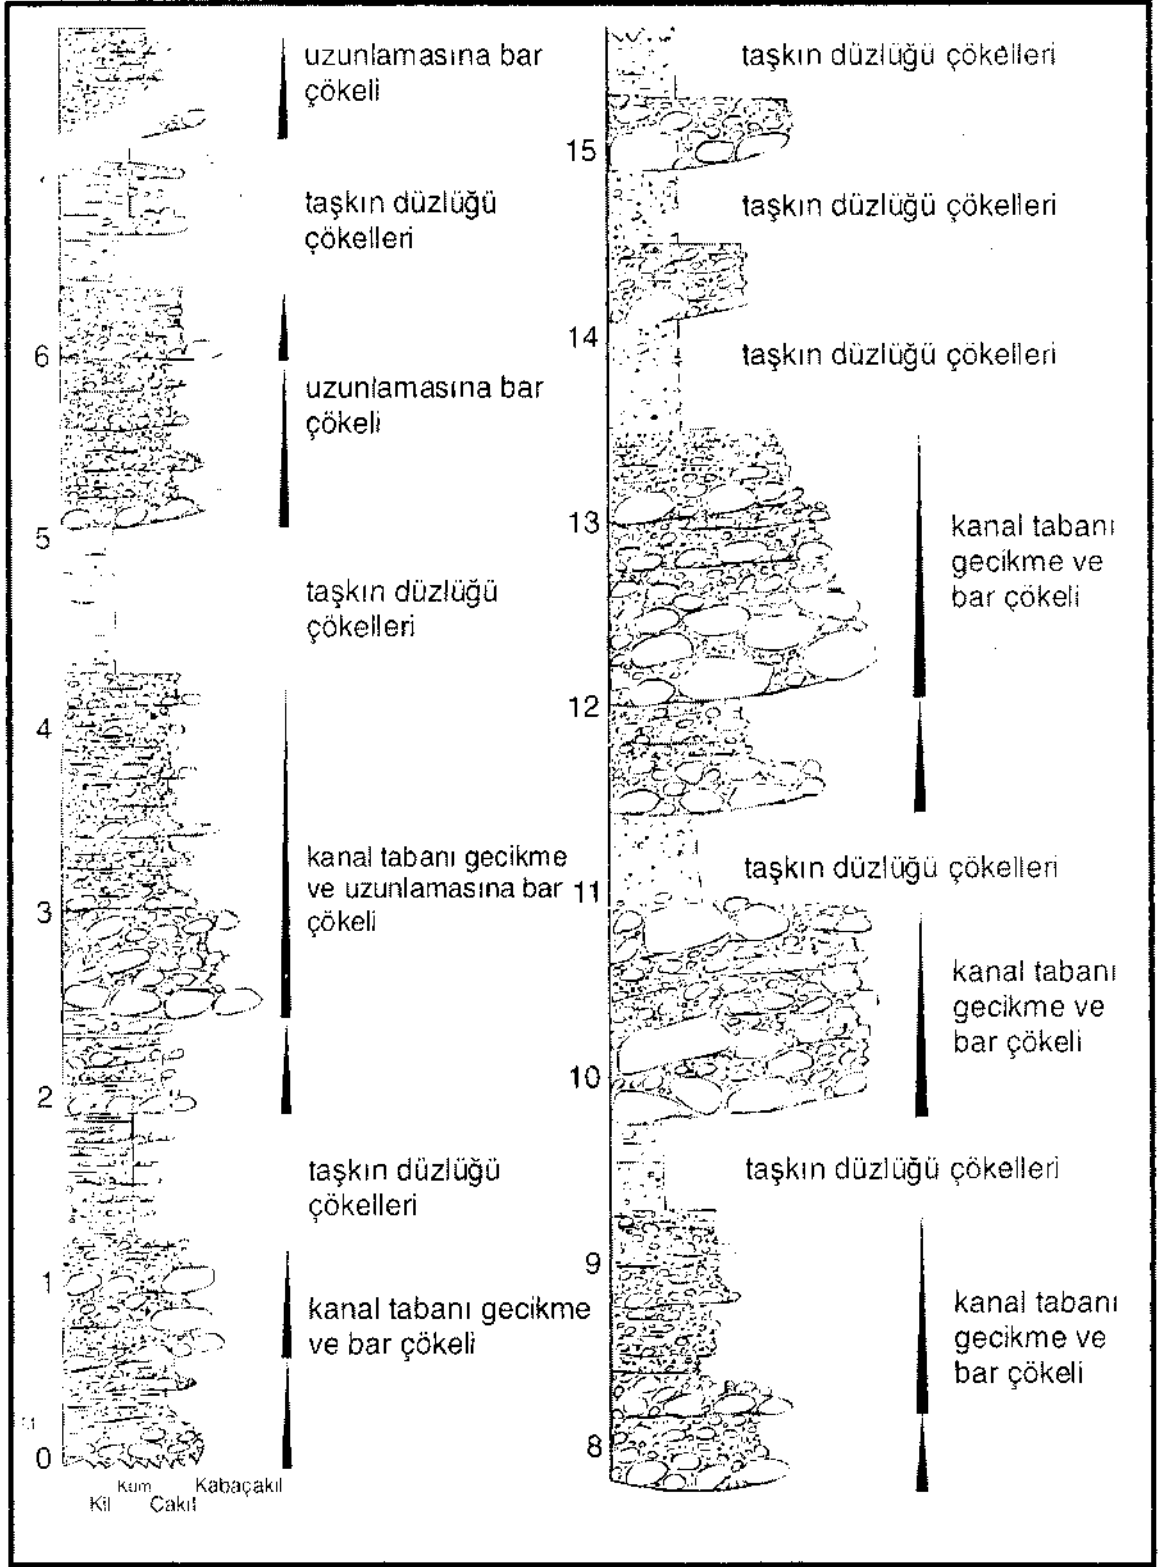 uzunlamasına bar
çökeli
taşkın düzlüğü
çökelleri
6
uzunlamasına bar
çökeli
5
taşkın düzlüğü
çökelleri
4
kanal tabanı gecikme
ve uzunlamasına bar
çökeli
3
2
taşkın düzlüğü
çökelleri
1
kanal tabanı gecikme
ve bar çökeli
0
Kil
Kum
Çakıl
Kabaçakıl
taşkın düzlüğü çökelleri
15
taşkın düzlüğü çökelleri
14
taşkın düzlüğü çökelleri
13
kanal tabanı
gecikme ve
bar çökeli
12
taşkın düzlüğü çökelleri
11
kanal tabanı
gecikme ve
bar çökeli
10
taşkın düzlüğü çökelleri
9
kanal tabanı
gecikme ve
bar çökeli
8